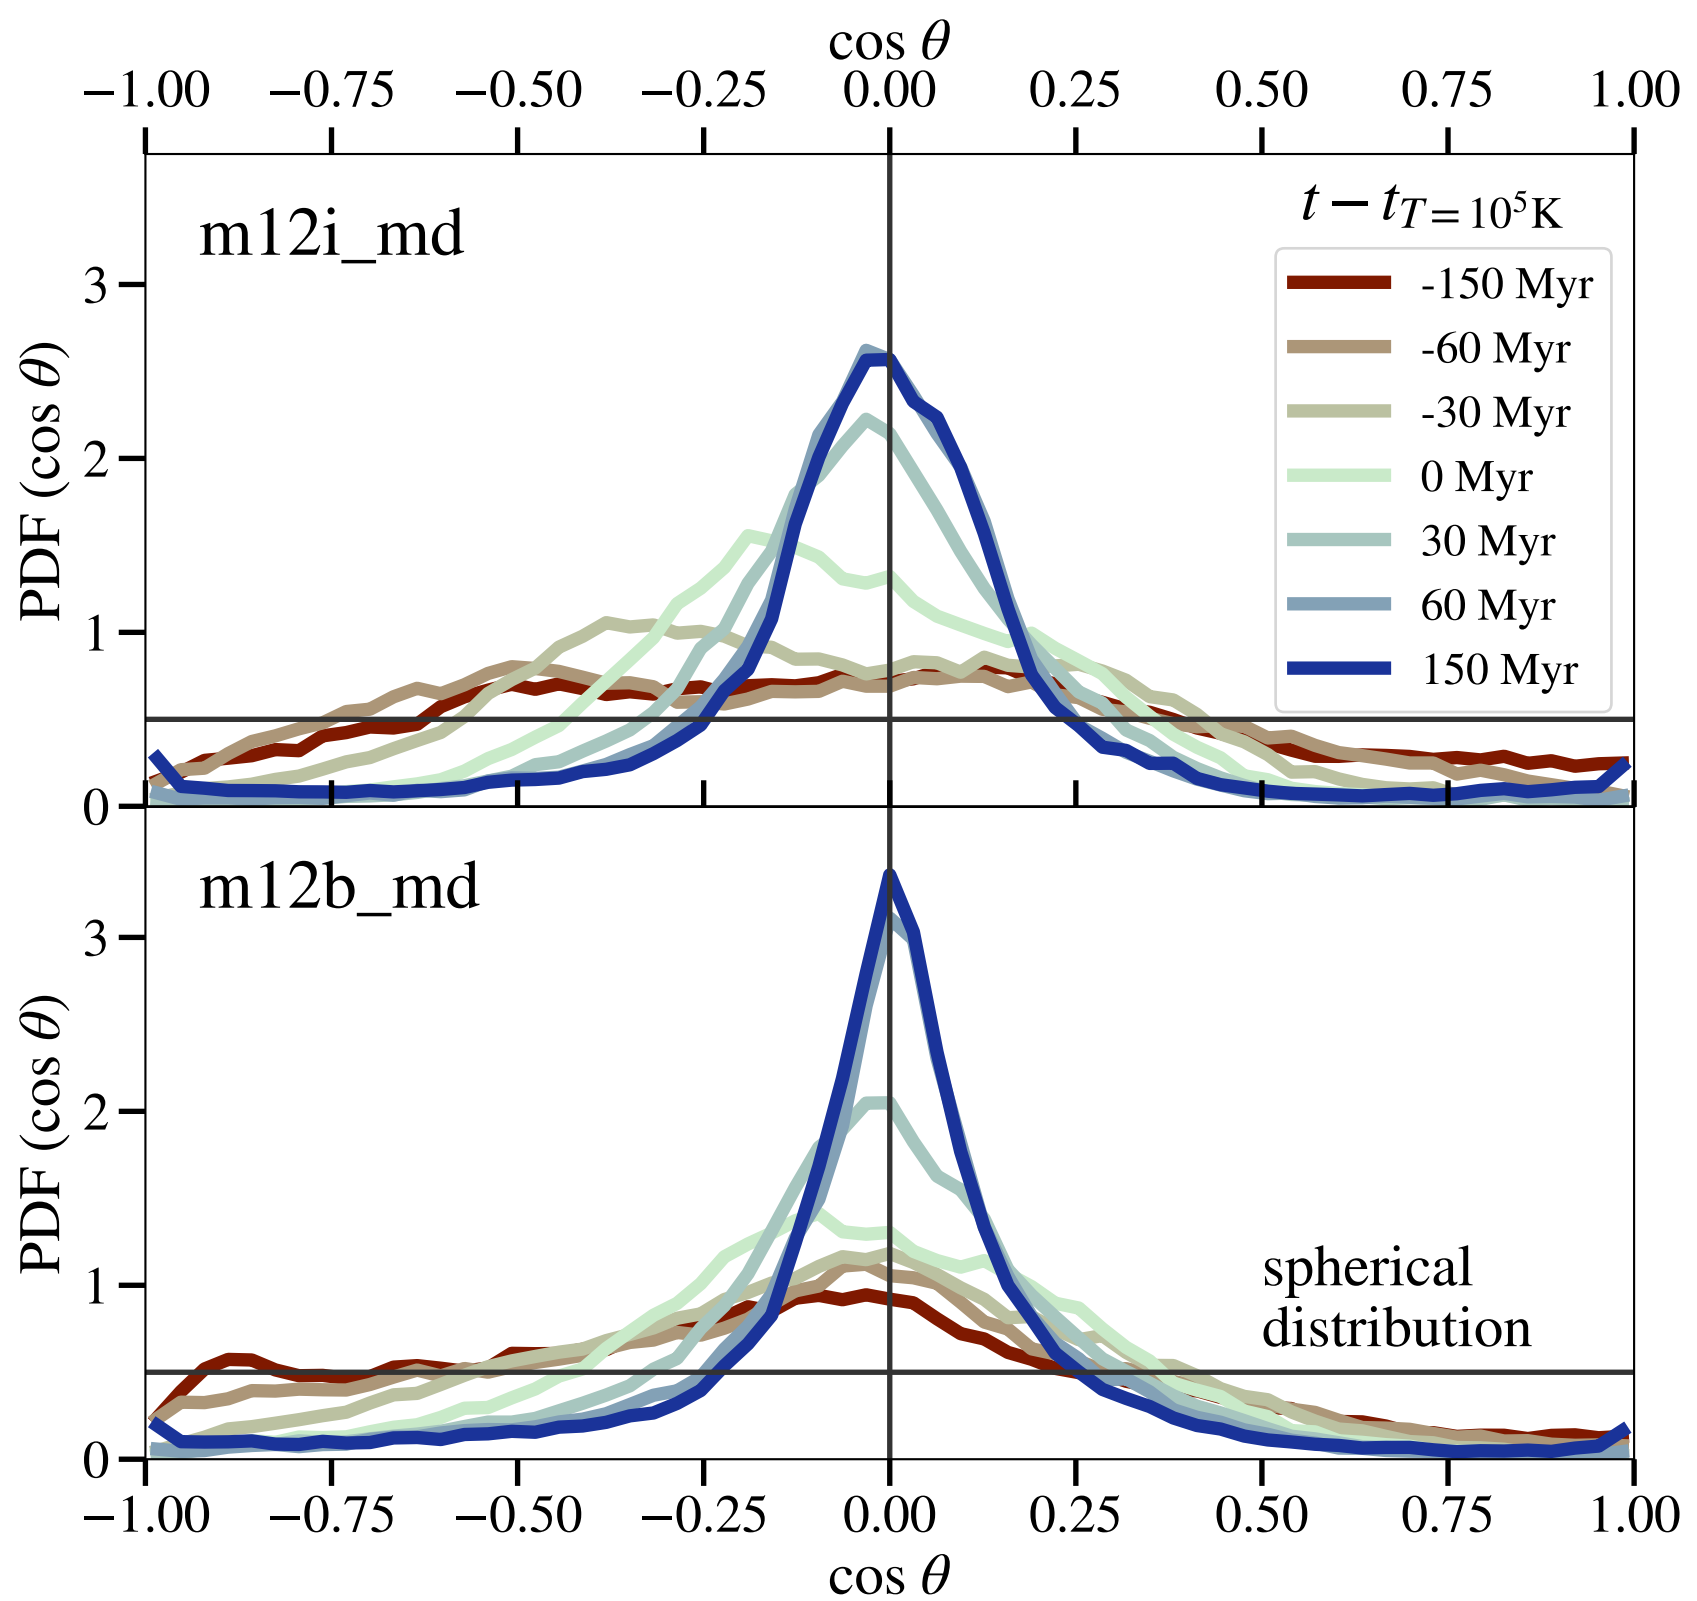 cos θ
−1.00 −0.75 −0.50 −0.25 0.00 0.25 0.50 0.75 1.00
m12i_md
t − t_{T=10⁵K}
-150 Myr
-60 Myr
-30 Myr
0 Myr
30 Myr
60 Myr
150 Myr
3
2
1
0
PDF (cos θ)
m12b_md
3
2
1
0
PDF (cos θ)
spherical
distribution
−1.00 −0.75 −0.50 −0.25 0.00 0.25 0.50 0.75 1.00
cos θ